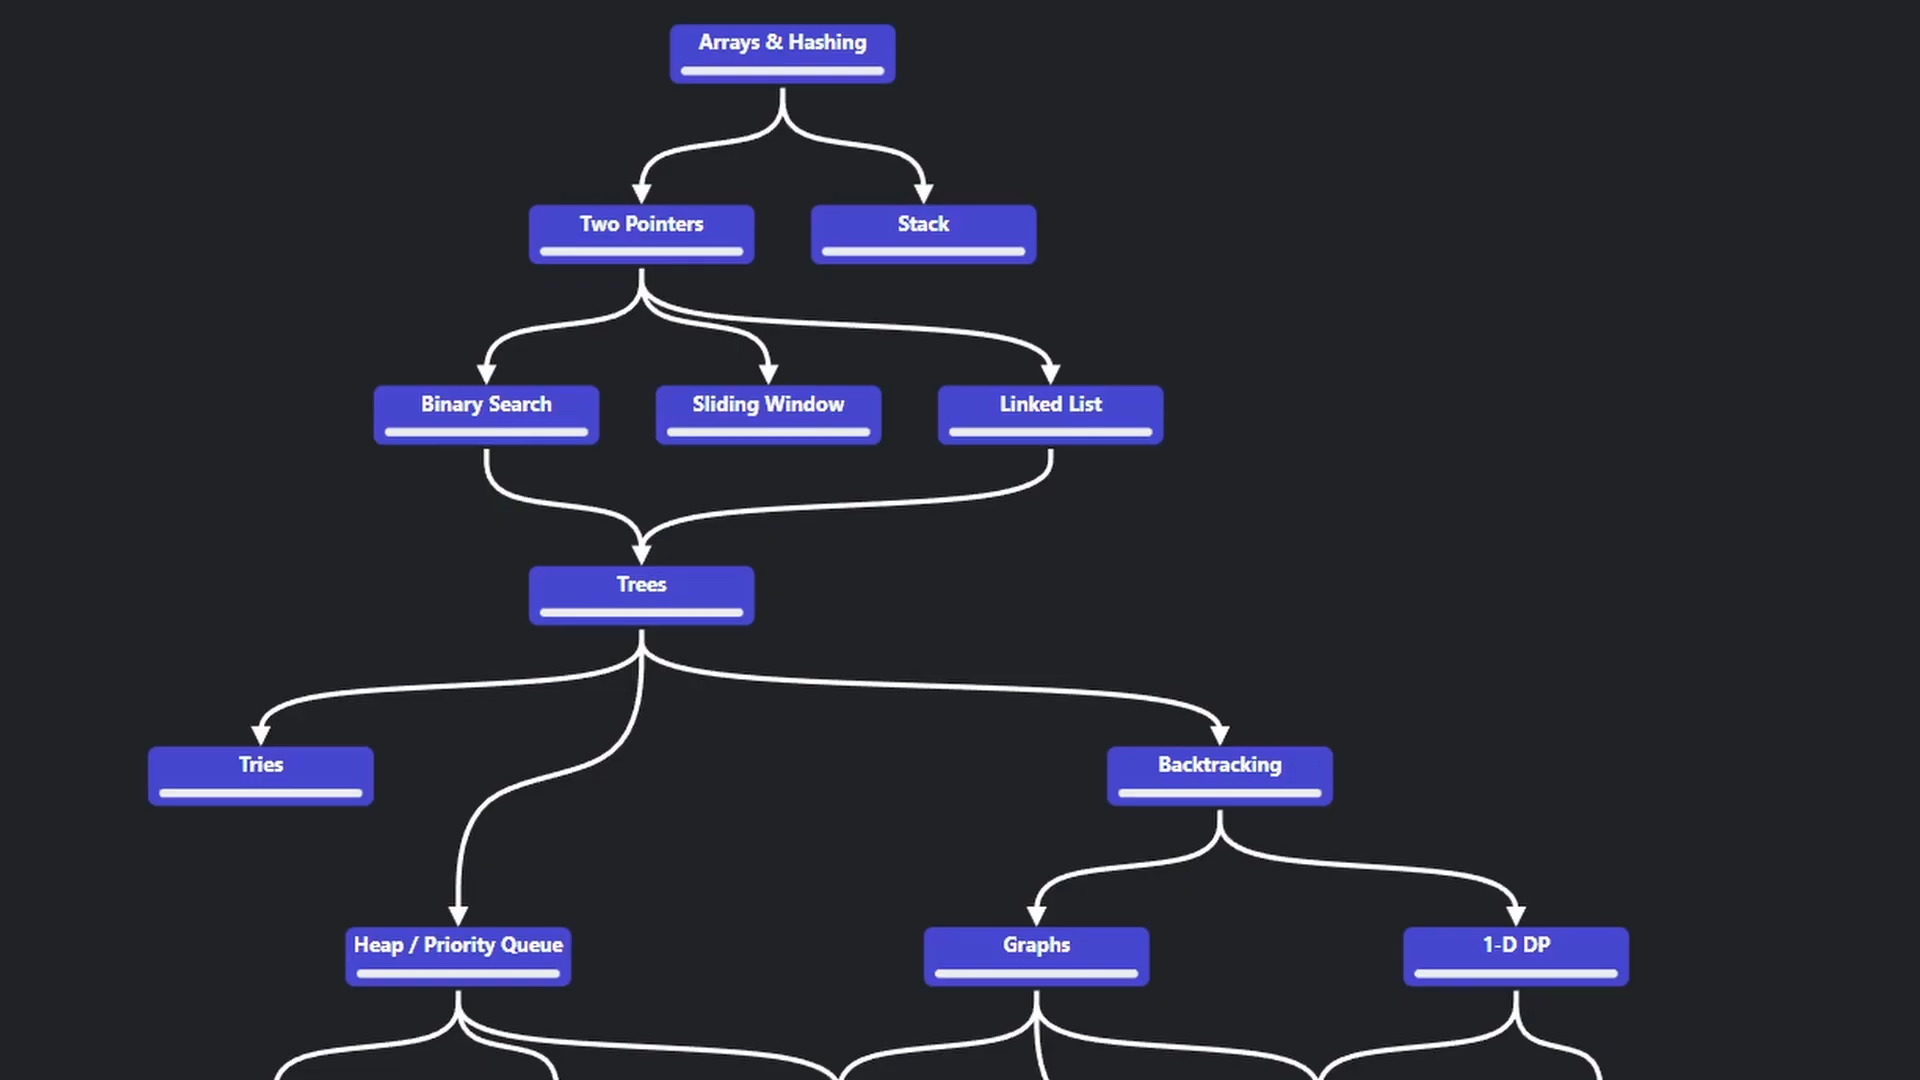 Arrays & Hashing
Two Pointers
Stack
Binary Search
Sliding Window
Linked List
Trees
Tries
Backtracking
Heap / Priority Queue
Graphs
1-D DP